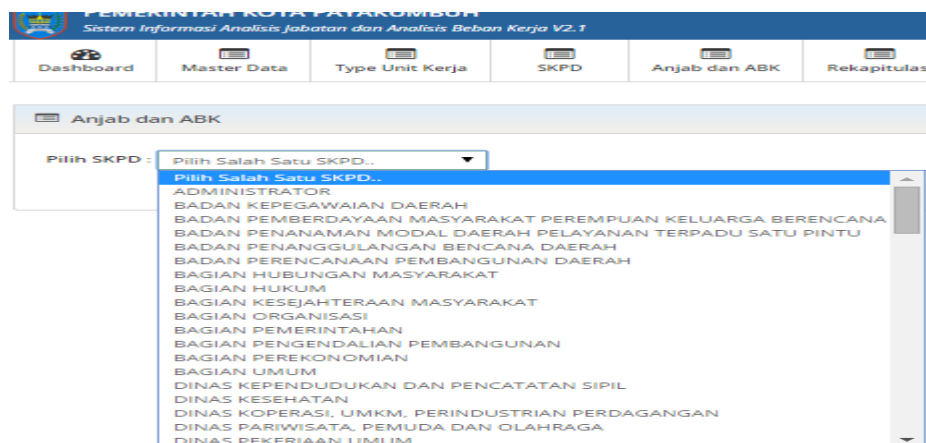 PEMERINTAH KOTA PAYAKUMBUH
Sistem Informasi Analisis Jabatan dan Analisis Beban Kerja V2.1
Dashboard
Master Data
Type Unit Kerja
SKPD
Anjab dan ABK
Rekapitulas
Anjab dan ABK
Pilih SKPD :
Pilih Salah Satu SKPD..
Pilih Salah Satu SKPD..
ADMINISTRATOR
BADAN KEPEGAWAIAN DAERAH
BADAN PEMBERDAYAAN MASYARAKAT PEREMPUAN KELUARGA BERENCANA
BADAN PENANAMAN MODAL DAERAH PELAYANAN TERPADU SATU PINTU
BADAN PENANGGULANGAN BENCANA DAERAH
BADAN PERENCANAAN PEMBANGUNAN DAERAH
BAGIAN HUBUNGAN MASYARAKAT
BAGIAN HUKUM
BAGIAN KESEJAHTERAAN MASYARAKAT
BAGIAN ORGANISASI
BAGIAN PEMERINTAHAN
BAGIAN PENGENDALIAN PEMBANGUNAN
BAGIAN PEREKONOMIAN
BAGIAN UMUM
DINAS KEPENDUDUKAN DAN PENCATATAN SIPIL
DINAS KESEHATAN
DINAS KOPERASI, UMKM, PERINDUSTRIAN PERDAGANGAN
DINAS PARIWISATA, PEMUDA DAN OLAHRAGA
DINAS PEKERJAAN UMUM